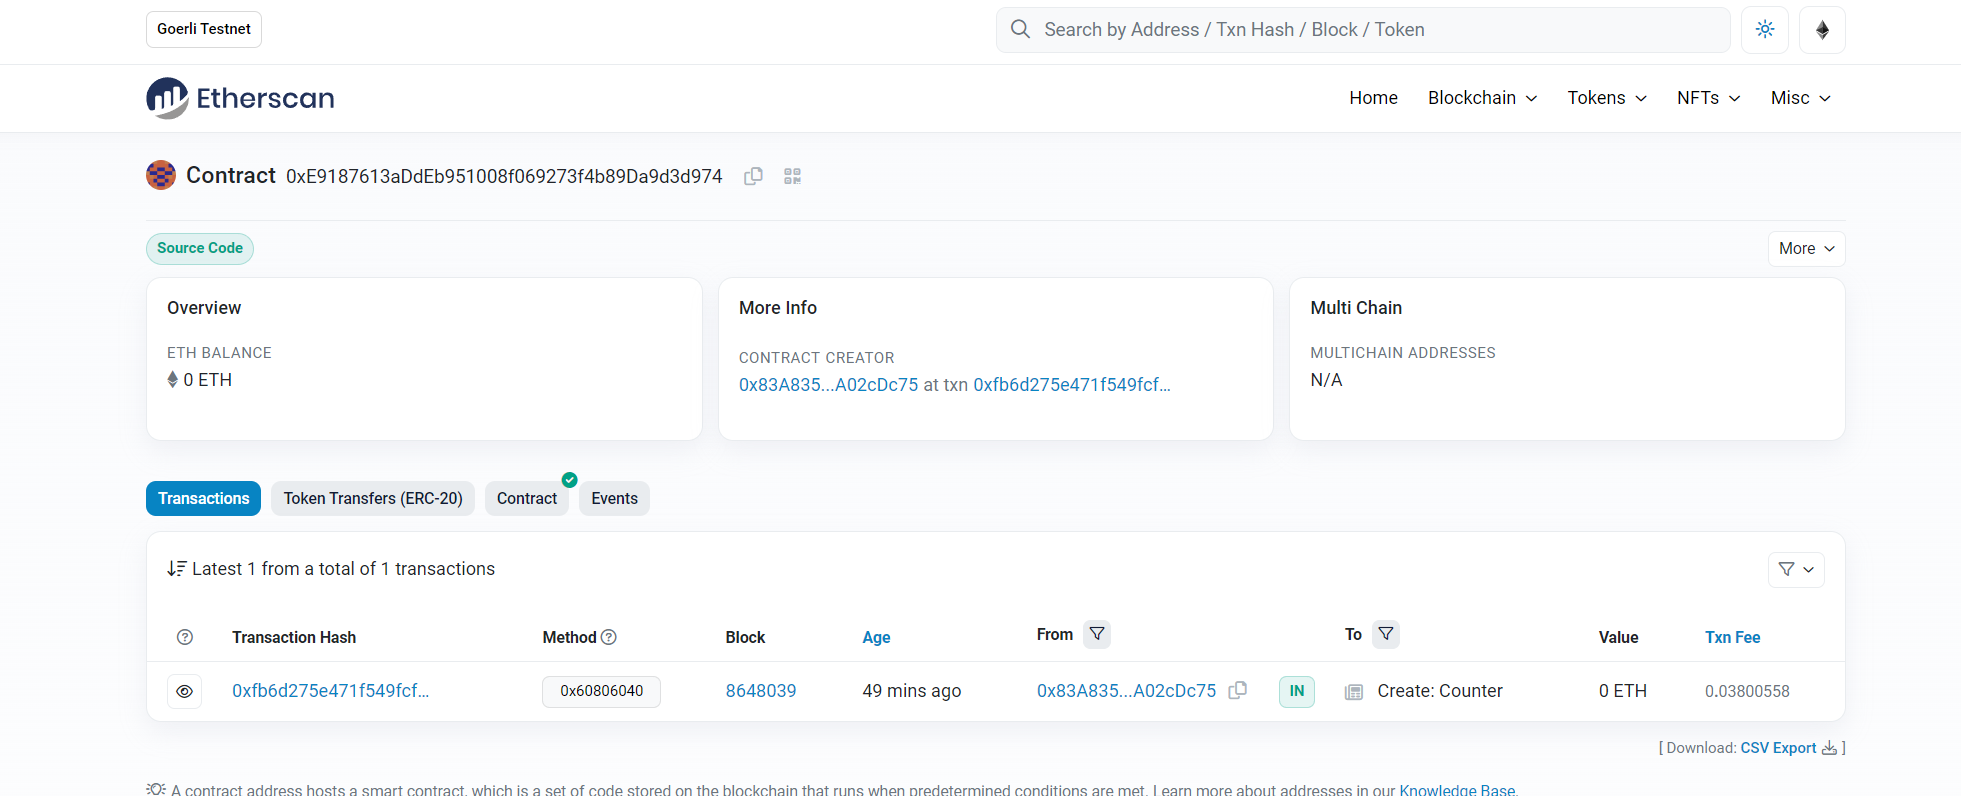 Goerli Testnet
Search by Address / Txn Hash / Block / Token
Etherscan
Home Blockchain Tokens NFTs Misc
Contract 0xE9187613aDdEb951008f069273f4b89Da9d3d974
Source Code
More
Overview
ETH BALANCE
0 ETH
More Info
CONTRACT CREATOR
0x83A835...A02cDc75 at txn 0xfb6d275e471f549fcf...
Multi Chain
MULTICHAIN ADDRESSES
N/A
Transactions Token Transfers (ERC-20) Contract Events
Latest 1 from a total of 1 transactions
Transaction Hash Method Block Age From To Value Txn Fee
0xfb6d275e471f549fcf... 0x60806040 8648039 49 mins ago 0x83A835...A02cDc75 IN Create: Counter 0 ETH 0.03800558
[ Download: CSV Export ]
A contract address hosts a smart contract, which is a set of code stored on the blockchain that runs when predetermined conditions are met. Learn more about addresses in our Knowledge Base.